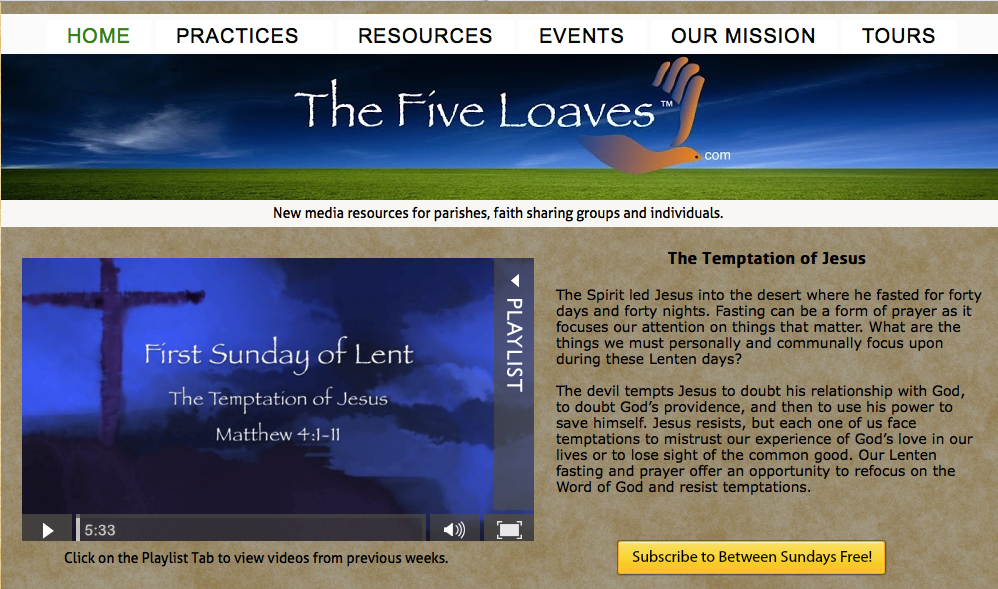 HOME PRACTICES RESOURCES EVENTS OUR MISSION TOURS
The Five Loaves™
com
New media resources for parishes, faith sharing groups and individuals.
First Sunday of Lent
The Temptation of Jesus
Matthew 4:1-11
PLAYLIST
5:33
Click on the Playlist Tab to view videos from previous weeks.
The Temptation of Jesus
The Spirit led Jesus into the desert where he fasted for forty
days and forty nights. Fasting can be a form of prayer as it
focuses our attention on things that matter. What are the
things we must personally and communally focus upon
during these Lenten days?
The devil tempts Jesus to doubt his relationship with God,
to doubt God’s providence, and then to use his power to
save himself. Jesus resists, but each one of us face
temptations to mistrust our experience of God’s love in our
lives or to lose sight of the common good. Our Lenten
fasting and prayer offer an opportunity to refocus on the
Word of God and resist temptations.
Subscribe to Between Sundays Free!